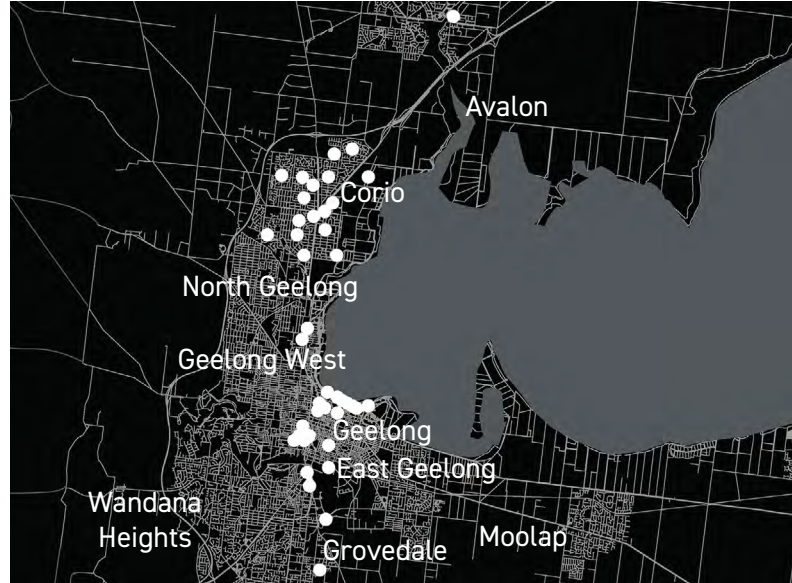 Avalon
Corio
North Geelong
Geelong West
Geelong
East Geelong
Wandana
Heights
Moolap
Grovedale